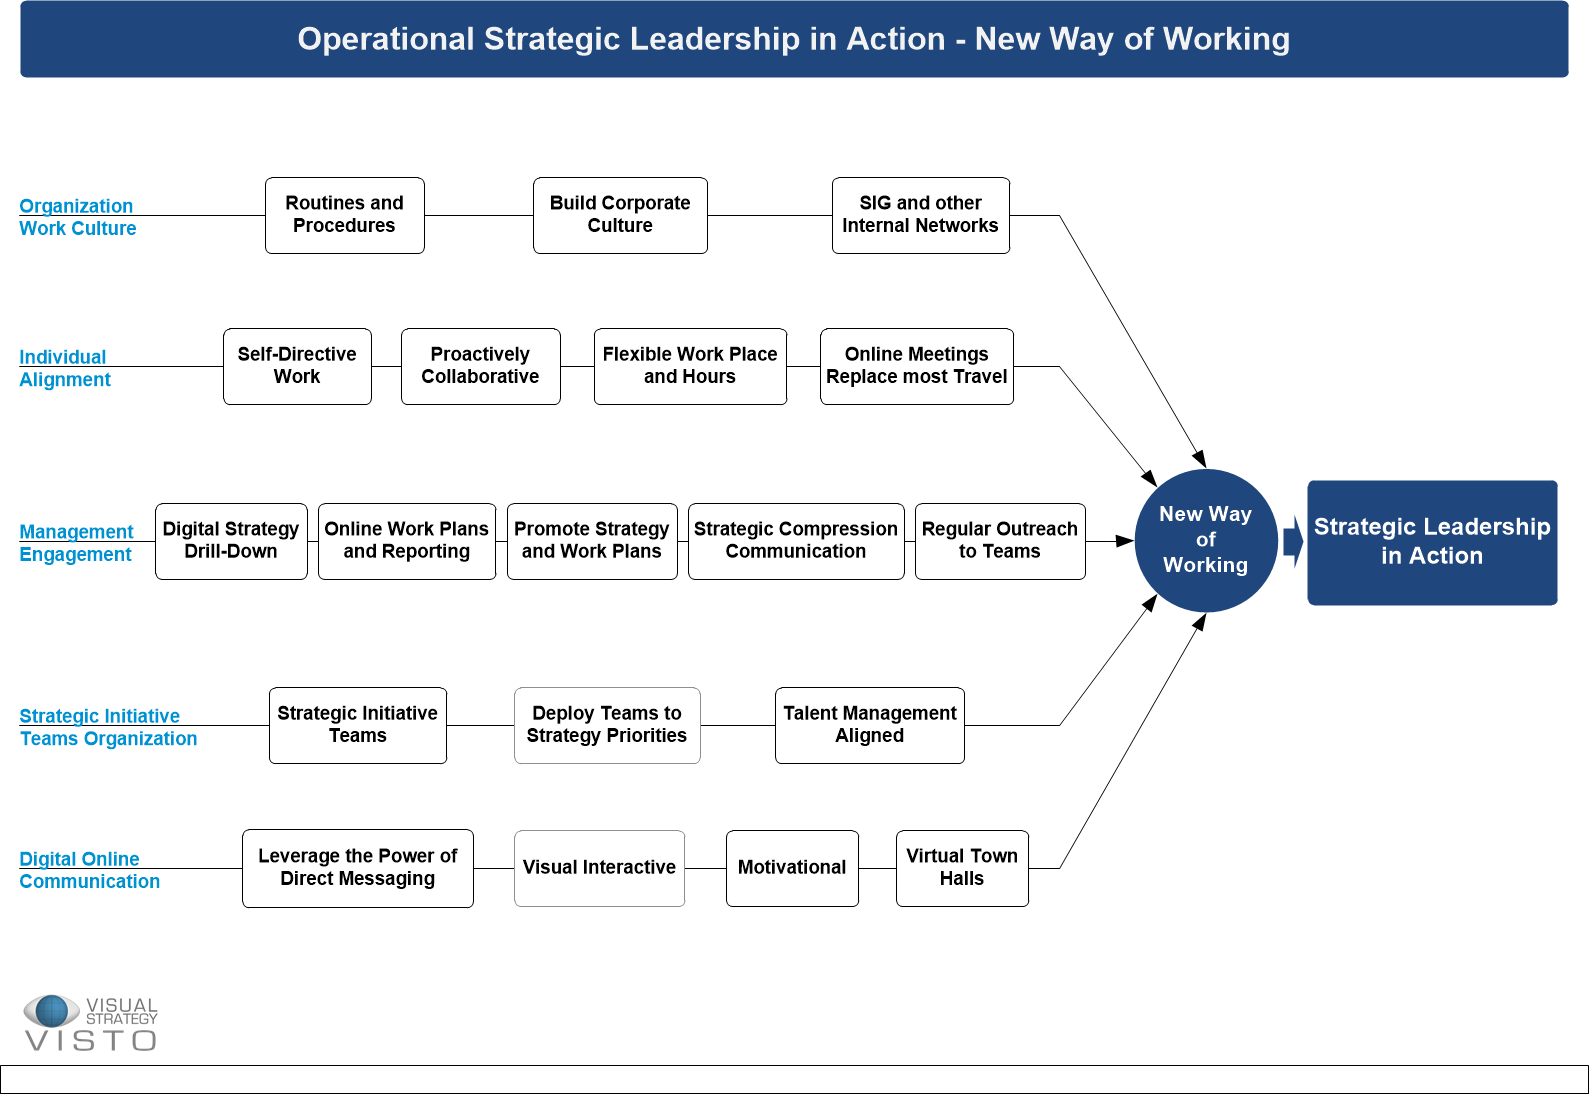 Operational Strategic Leadership in Action - New Way of Working
Organization
Work Culture
Routines and
Procedures
Build Corporate
Culture
SIG and other
Internal Networks
Individual
Alignment
Self-Directive
Work
Proactively
Collaborative
Flexible Work Place
and Hours
Online Meetings
Replace most Travel
Management
Engagement
Digital Strategy
Drill-Down
Online Work Plans
and Reporting
Promote Strategy
and Work Plans
Strategic Compression
Communication
Regular Outreach
to Teams
New Way
of
Working
Strategic Leadership
in Action
Strategic Initiative
Teams Organization
Strategic Initiative
Teams
Deploy Teams to
Strategy Priorities
Talent Management
Aligned
Digital Online
Communication
Leverage the Power of
Direct Messaging
Visual Interactive
Motivational
Virtual Town
Halls
VISUAL
STRATEGY
VISTO